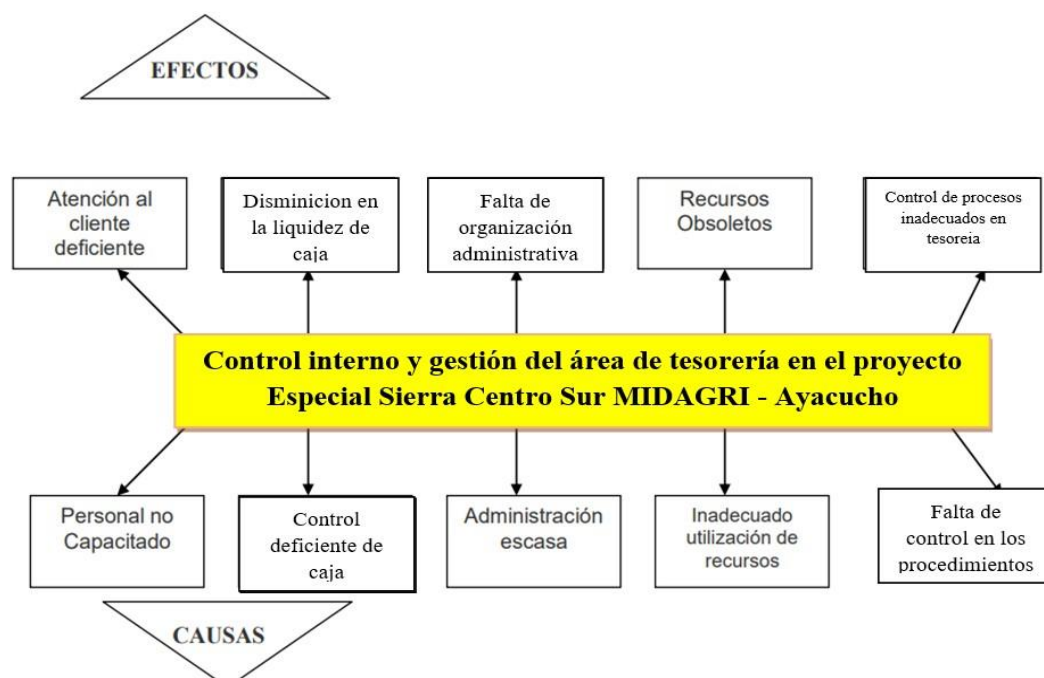 EFECTOS
Atención al
cliente
deficiente
Disminicion en
la liquidez de
caja
Falta de
organización
administrativa
Recursos
Obsoletos
Control de procesos
inadecuados en
tesoreia
Control interno y gestión del área de tesorería en el proyecto
Especial Sierra Centro Sur MIDAGRI - Ayacucho
Personal no
Capacitado
Control
deficiente de
caja
Administración
escasa
Inadecuado
utilización de
recursos
Falta de
control en los
procedimientos
CAUSAS